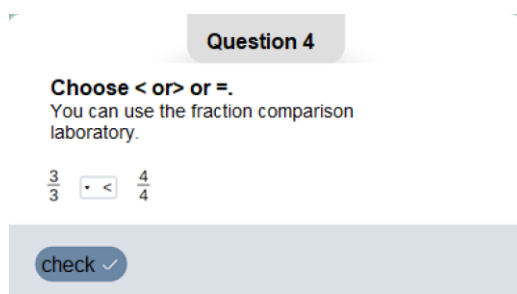 Question 4
Choose < or> or =.
You can use the fraction comparison
laboratory.
3/3 < 4/4
check ✓